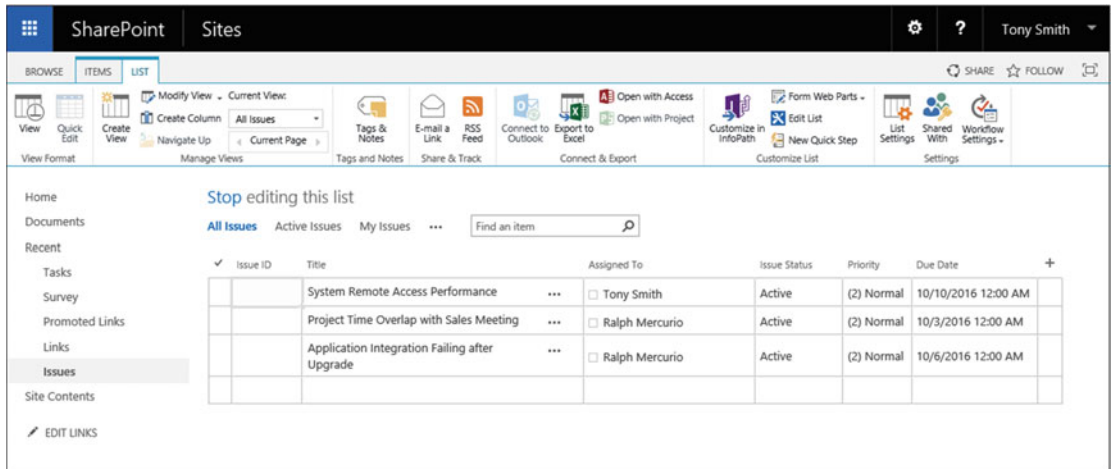 SharePoint Sites ? Tony Smith
BROWSE ITEMS LIST SHARE FOLLOW
View
Quick Edit
View Format
Create View
Modify View
Create Column
Navigate Up
Current View:
All Issues
Current Page
Manage Views
Tags & Notes
Tags and Notes
E-mail a Link
RSS Feed
Share & Track
Connect to Outlook
Export to Excel
Open with Access
Open with Project
Connect & Export
Customize in InfoPath
Form Web Parts
Edit List
New Quick Step
Customize List
List Settings
Shared With
Workflow Settings
Settings
Home
Documents
Recent
Tasks
Survey
Promoted Links
Links
Issues
Site Contents
EDIT LINKS
Stop editing this list
All Issues Active Issues My Issues ••• Find an item
Issue ID Title Assigned To Issue Status Priority Due Date +
System Remote Access Performance ••• Tony Smith Active (2) Normal 10/10/2016 12:00 AM
Project Time Overlap with Sales Meeting ••• Ralph Mercurio Active (2) Normal 10/3/2016 12:00 AM
Application Integration Failing after
Upgrade ••• Ralph Mercurio Active (2) Normal 10/6/2016 12:00 AM